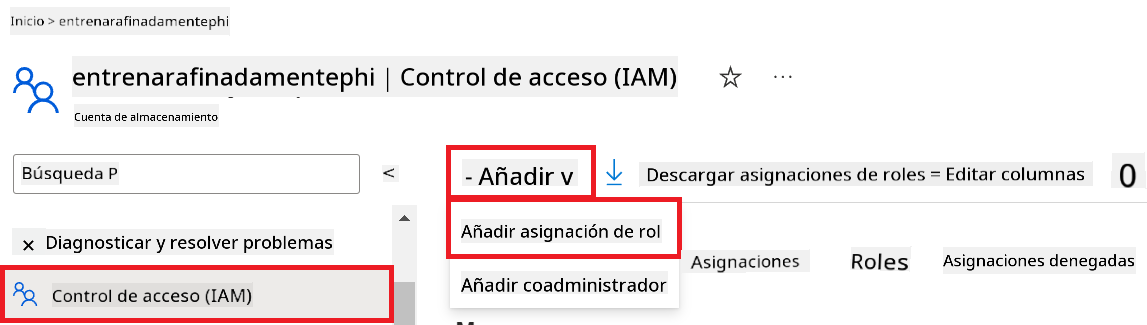 Inicio > entrenarafinadamentephi
entrenarafinadamentephi | Control de acceso (IAM)
Cuenta de almacenamiento
Búsqueda P
<
- Añadir v
Descargar asignaciones de roles = Editar columnas
0
Diagnosticar y resolver problemas
Añadir asignación de rol
Asignaciones
Roles
Asignaciones denegadas
Control de acceso (IAM)
Añadir coadministrador